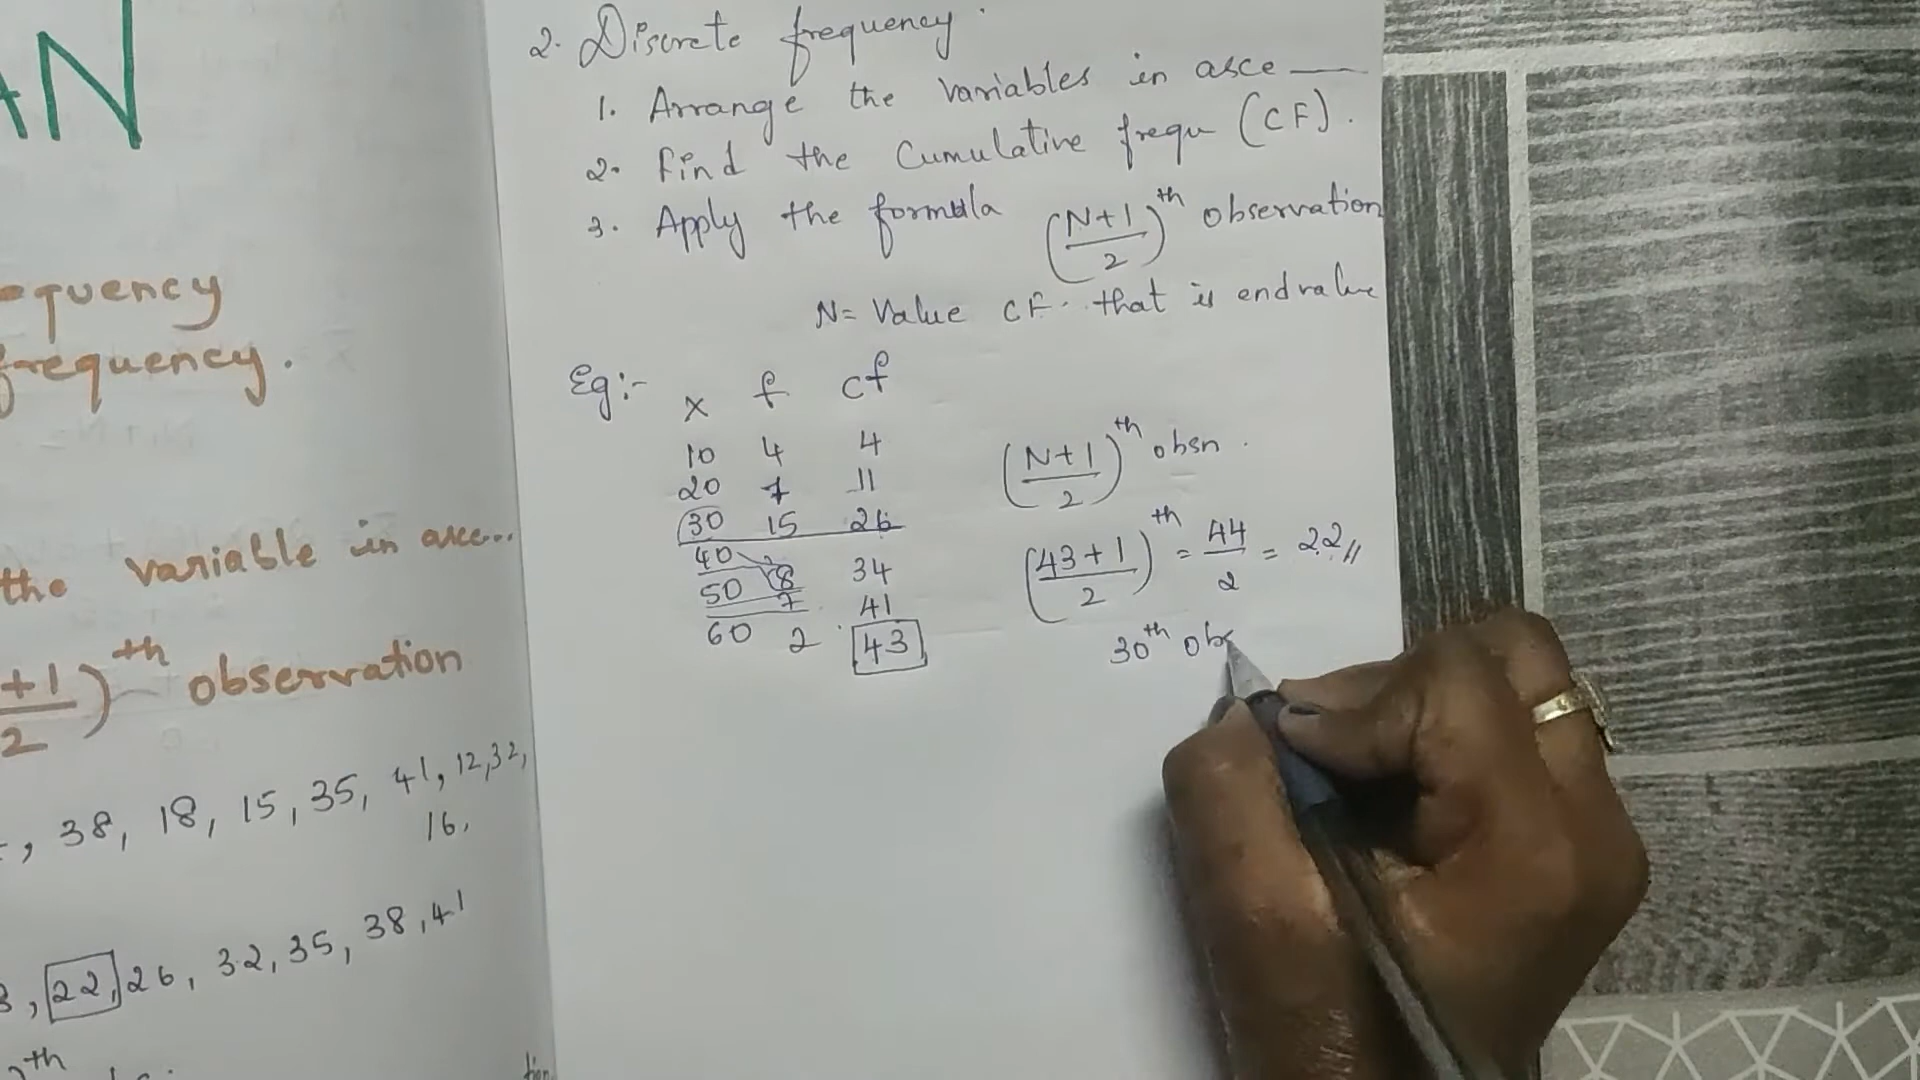 AN
equency
frequency.
the variable in asce...
+1
2
)th observation
, 38, 18, 15, 35, 41, 12, 32,
16.
, 22, 26, 32, 35, 38, 41
th
2. Discrete frequency.
1. Arrange the variables in asce
2. Find the Cumulative frequ (CF).
3. Apply the formula (N+1/2)th observation
N= Value CF. that is end value
Eg:-
x f cf
10 4 4
20 7 11
30 15 26
40 8 34
50 7 41
60 2 43
(N+1/2)th obsn.
(43+1/2)th = 44/2 = 22//
30th obs